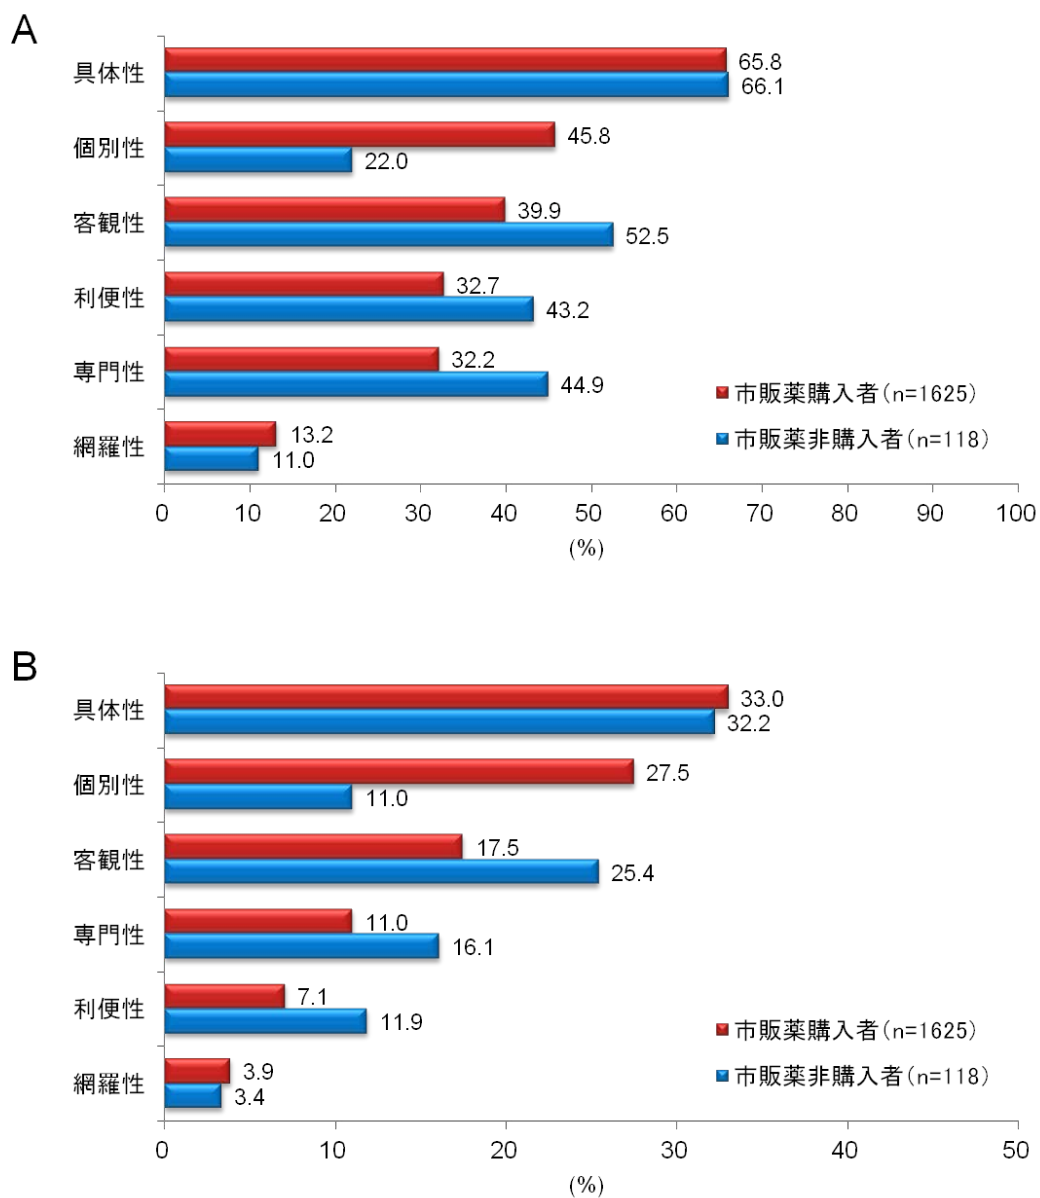 A
具体性
65.8
66.1
個別性
45.8
22.0
客観性
39.9
52.5
利便性
32.7
43.2
専門性
32.2
44.9
網羅性
13.2
11.0
市販薬購入者(n=1625)
市販薬非購入者(n=118)
0 10 20 30 40 50 60 70 80 90 100
(%)
B
具体性
33.0
32.2
個別性
27.5
11.0
客観性
17.5
25.4
専門性
11.0
16.1
利便性
7.1
11.9
網羅性
3.9
3.4
市販薬購入者(n=1625)
市販薬非購入者(n=118)
0 10 20 30 40 50
(%)